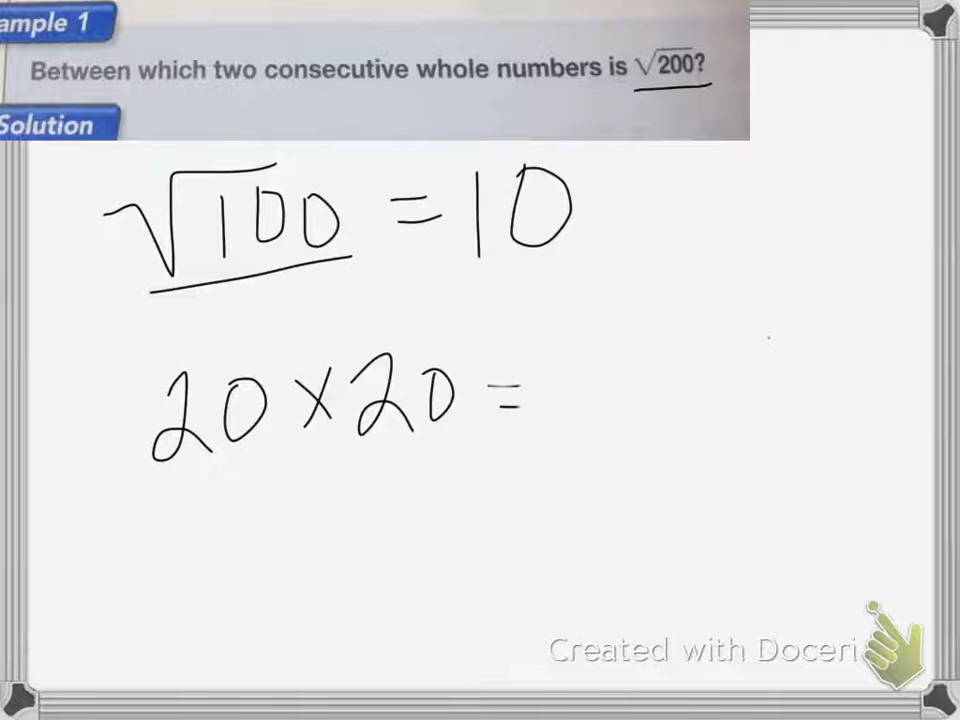 ample 1
Between which two consecutive whole numbers is √200?
Solution
√100 = 10
20 × 20 =
Created with Doceri